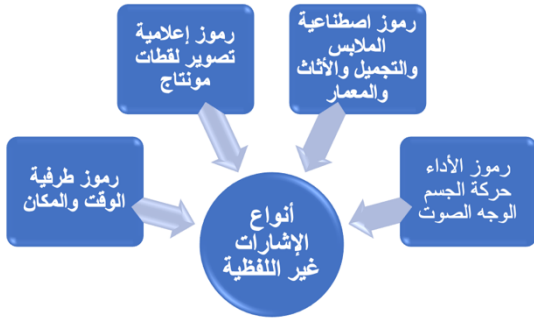 رموز اصطناعية
الملابس
والتجميل والأثاث
والمعمار
رموز إعلامية
تصوير لقطات
مونتاج
رموز الأداء
حركة الجسم
الوجه الصوت
رموز طرفية
الوقت والمكان
أنواع
الإشارات
غير اللفظية